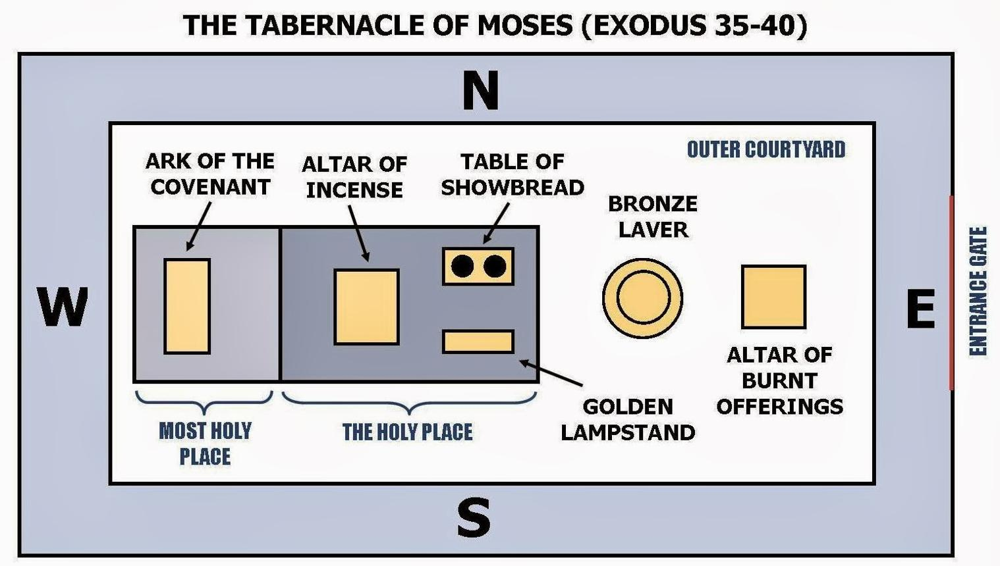 THE TABERNACLE OF MOSES (EXODUS 35-40)
N
OUTER COURTYARD
ARK OF THE
COVENANT
ALTAR OF
INCENSE
TABLE OF
SHOWBREAD
BRONZE
LAVER
W
E
ENTRANCE GATE
ALTAR OF
BURNT
OFFERINGS
GOLDEN
LAMPSTAND
MOST HOLY
PLACE
THE HOLY PLACE
S